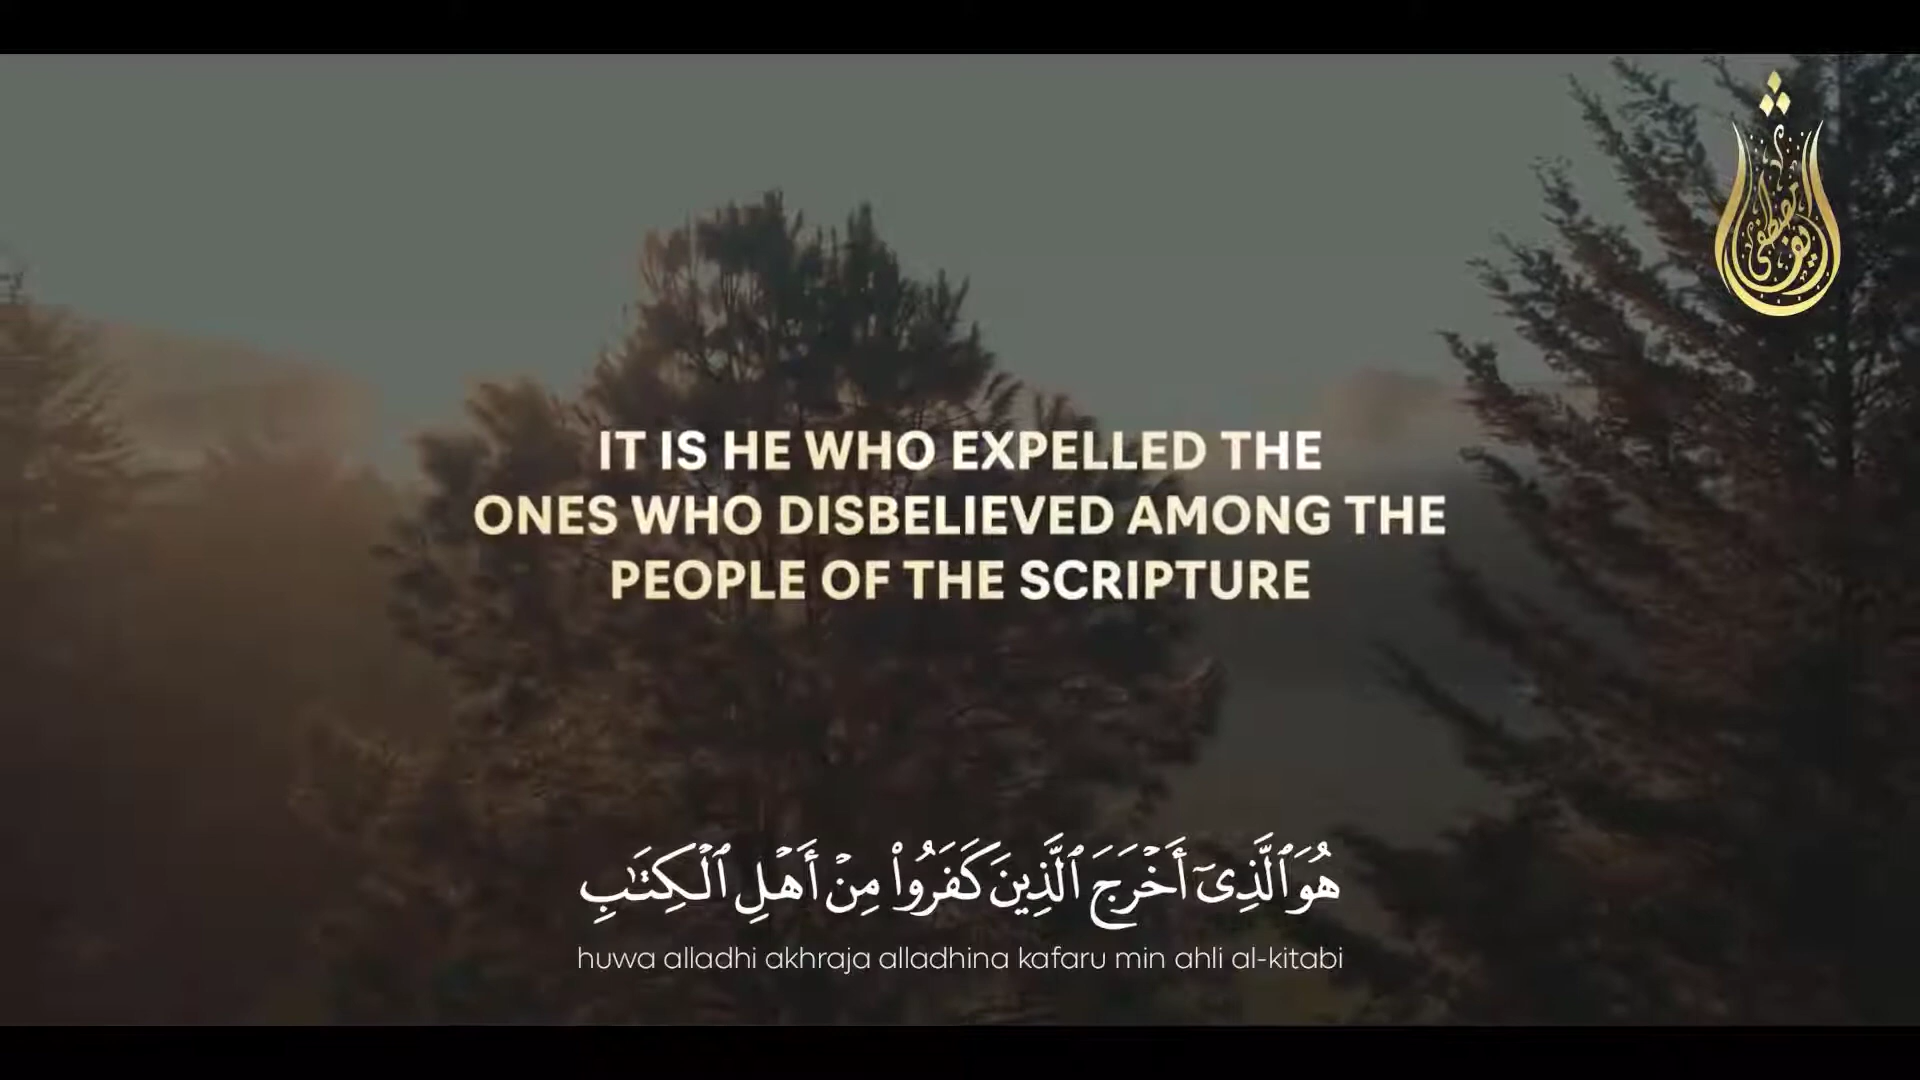 IT IS HE WHO EXPELLED THE
ONES WHO DISBELIEVED AMONG THE
PEOPLE OF THE SCRIPTURE
هُوَ ٱلَّذِىٓ أَخْرَجَ ٱلَّذِينَ كَفَرُوا۟ مِنْ أَهْلِ ٱلْكِتَـٰبِ
huwa alladhi akhraja alladhina kafaru min ahli al-kitabi